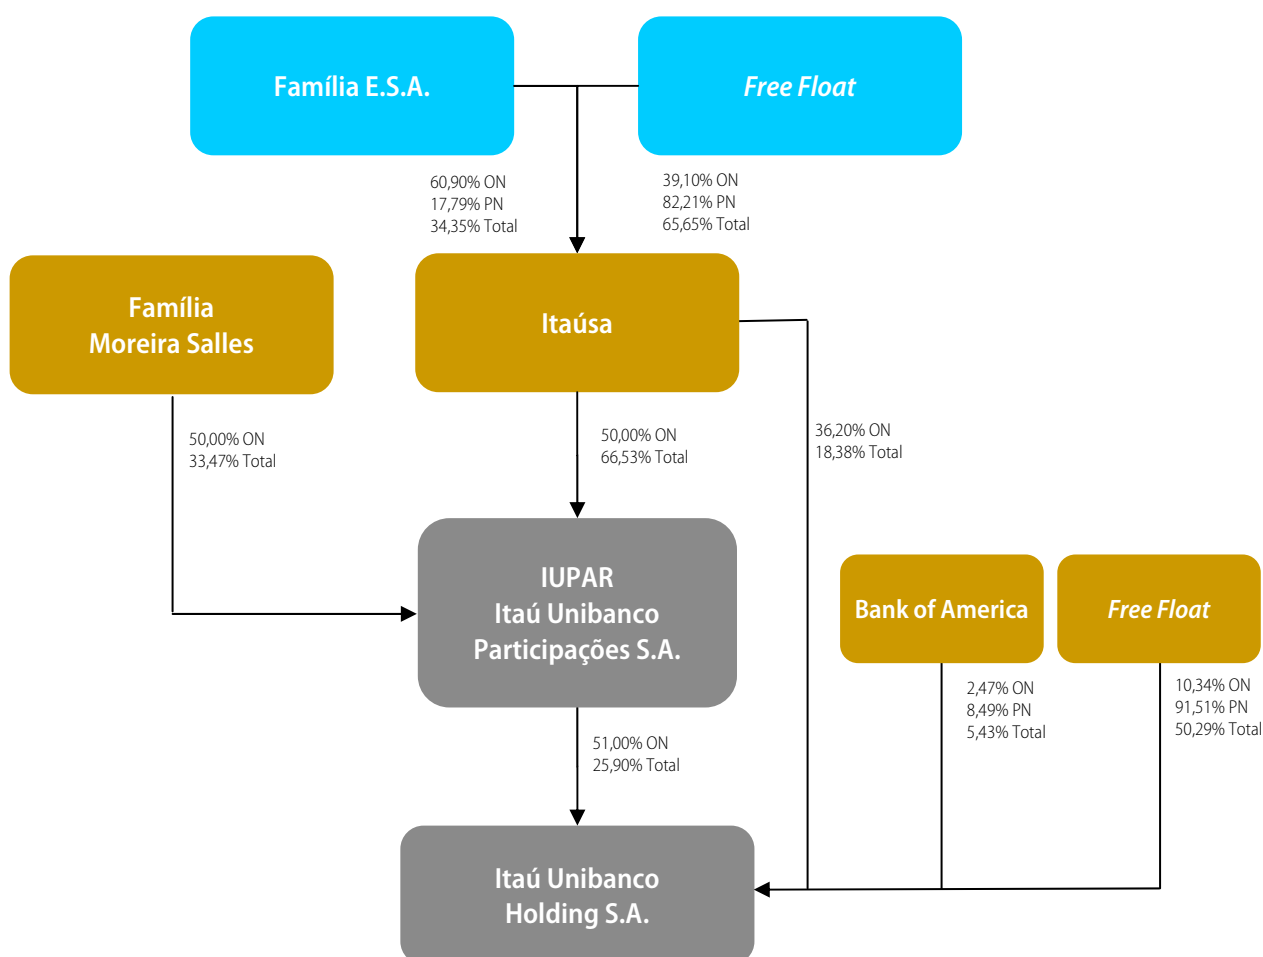 Família E.S.A.
Free Float
60,90% ON
17,79% PN
34,35% Total
39,10% ON
82,21% PN
65,65% Total
Família
Moreira Salles
Itaúsa
50,00% ON
33,47% Total
50,00% ON
66,53% Total
36,20% ON
18,38% Total
IUPAR
Itaú Unibanco
Participações S.A.
Bank of America
Free Float
2,47% ON
8,49% PN
5,43% Total
10,34% ON
91,51% PN
50,29% Total
51,00% ON
25,90% Total
Itaú Unibanco
Holding S.A.